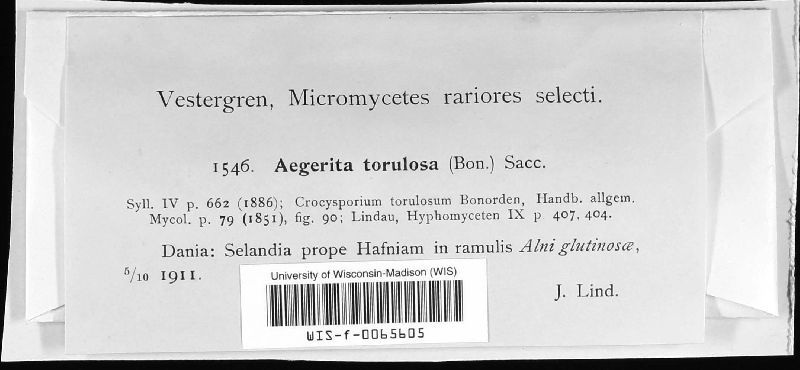 Vestergren, Micromycetes rariores selecti.
1546. Aegerita torulosa (Bon.) Sacc.
Syll. IV p. 662 (1886); Crocysporium torulosum Bonorden, Handb. allgem.
Mycol. p. 79 (1851), fig. 90; Lindau, Hyphomyceten IX p 407, 404.
Dania: Selandia prope Hafniam in ramulis Alni glutinosæ,
5/10 1911.
J. Lind.
University of Wisconsin-Madison (WIS)
WIS-f-0065605